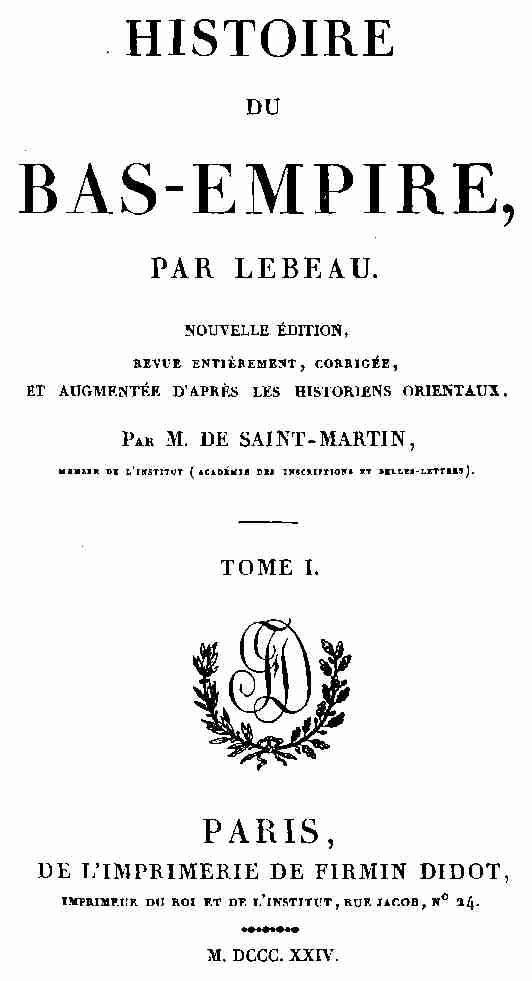 HISTOIRE
DU
BAS-EMPIRE,
PAR LEBEAU.
NOUVELLE ÉDITION,
REVUE ENTIÈREMENT, CORRIGÉE,
ET AUGMENTÉE D'APRÈS LES HISTORIENS ORIENTAUX.
PAR M. DE SAINT-MARTIN,
MEMBRE DE L'INSTITUT (ACADÉMIE DES INSCRIPTIONS ET BELLES-LETTRES).
TOME I.
PARIS,
DE L'IMPRIMERIE DE FIRMIN DIDOT,
IMPRIMEUR DU ROI ET DE L'INSTITUT, RUE JACOB, No 24.
M. DCCC. XXIV.